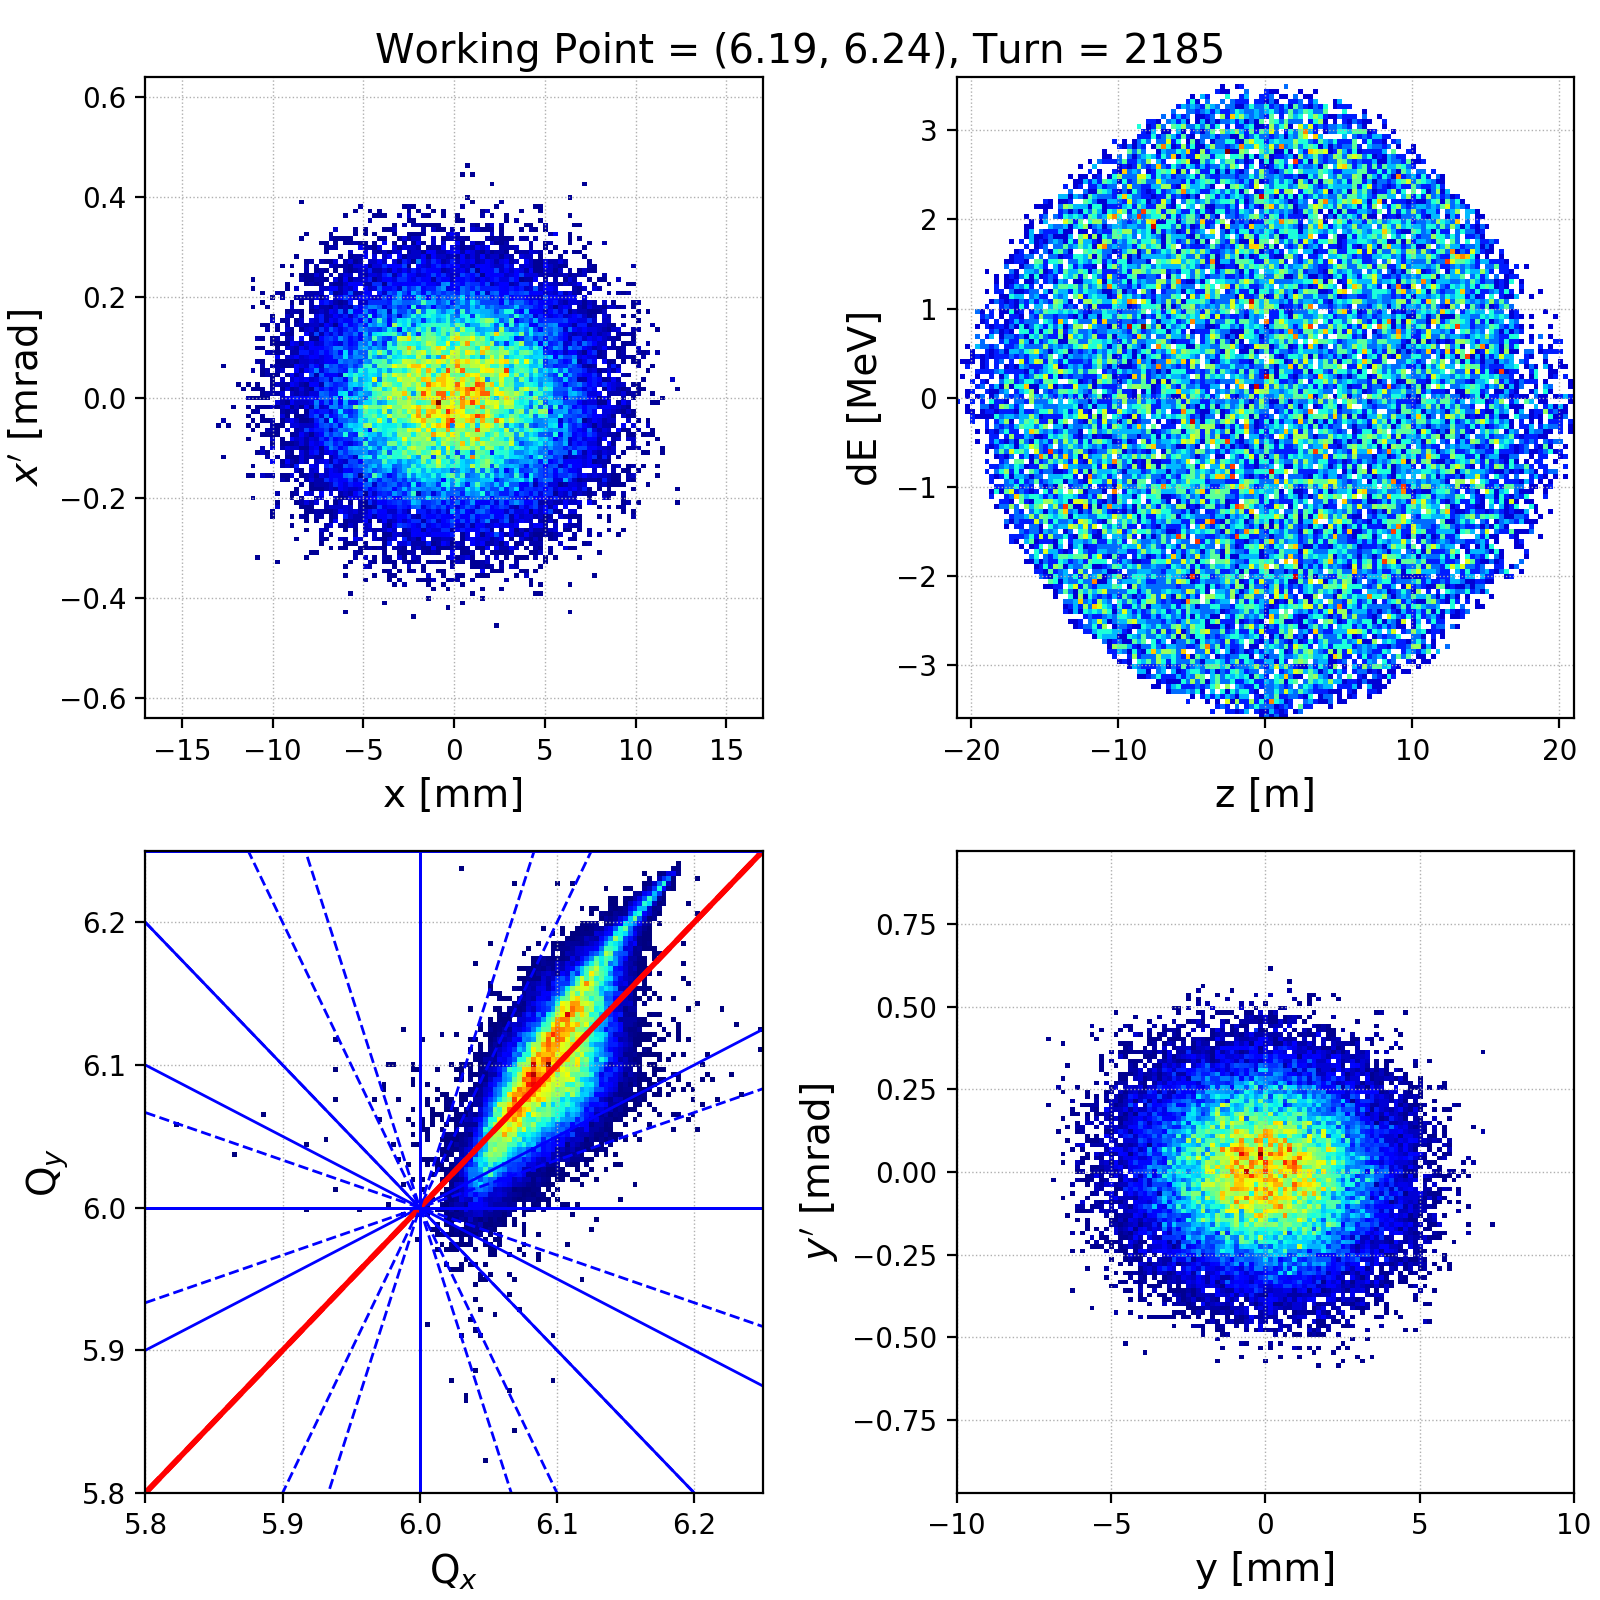 Working Point = (6.19, 6.24), Turn = 2185
0.6
0.4
0.2
0.0
−0.2
−0.4
−0.6
x′ [mrad]
−15 −10 −5 0 5 10 15
x [mm]
3
2
1
0
−1
−2
−3
dE [MeV]
−20 −10 0 10 20
z [m]
6.2
6.1
6.0
5.9
5.8
Qy
5.8 5.9 6.0 6.1 6.2
Qx
0.75
0.50
0.25
0.00
−0.25
−0.50
−0.75
y′ [mrad]
−10 −5 0 5 10
y [mm]